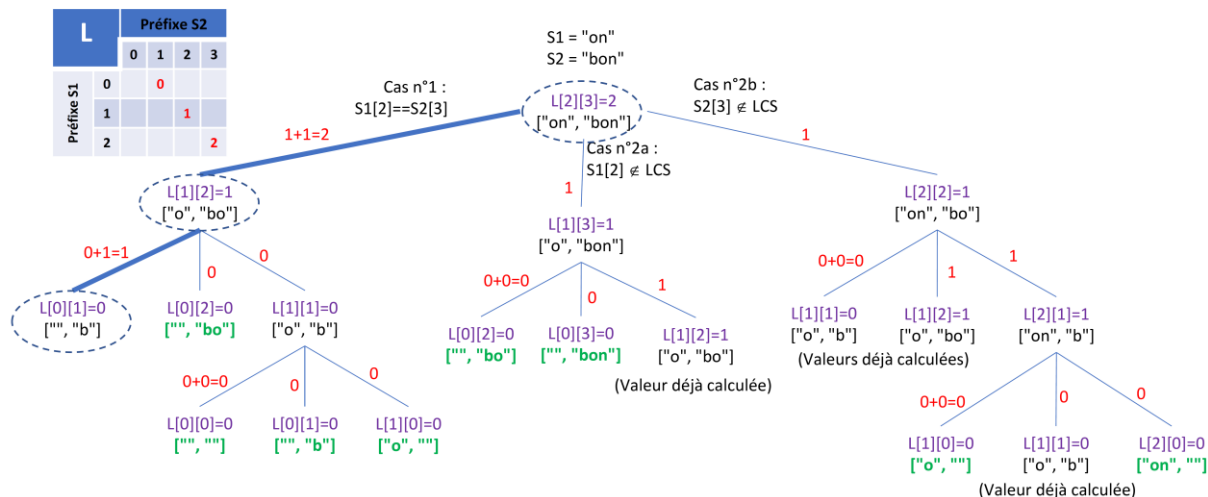 L
Préfixe S2
0 1 2 3
Préfixe S1
0 0
1 1
2 2
S1 = "on"
S2 = "bon"
Cas n°1 :
S1[2]==S2[3]
L[2][3]=2
["on", "bon"]
Cas n°2b :
S2[3] ∉ LCS
1+1=2
Cas n°2a :
S1[2] ∉ LCS
1
1
L[1][2]=1
["o", "bo"]
L[1][3]=1
["o", "bon"]
L[2][2]=1
["on", "bo"]
0+1=1
0
0
0+0=0
0
1
0+0=0
1
1
L[0][1]=0
["", "b"]
L[0][2]=0
["", "bo"]
L[1][1]=0
["o", "b"]
L[0][2]=0
["", "bo"]
L[0][3]=0
["", "bon"]
L[1][2]=1
["o", "bo"]
(Valeur déjà calculée)
L[1][1]=0
["o", "b"]
L[1][2]=1
["o", "bo"]
(Valeurs déjà calculées)
L[2][1]=1
["on", "b"]
0+0=0
0
0
L[0][0]=0
["", ""]
L[0][1]=0
["", "b"]
L[1][0]=0
["o", ""]
0+0=0
0
0
L[1][0]=0
["o", ""]
L[1][1]=0
["o", "b"]
(Valeur déjà calculée)
L[2][0]=0
["on", ""]